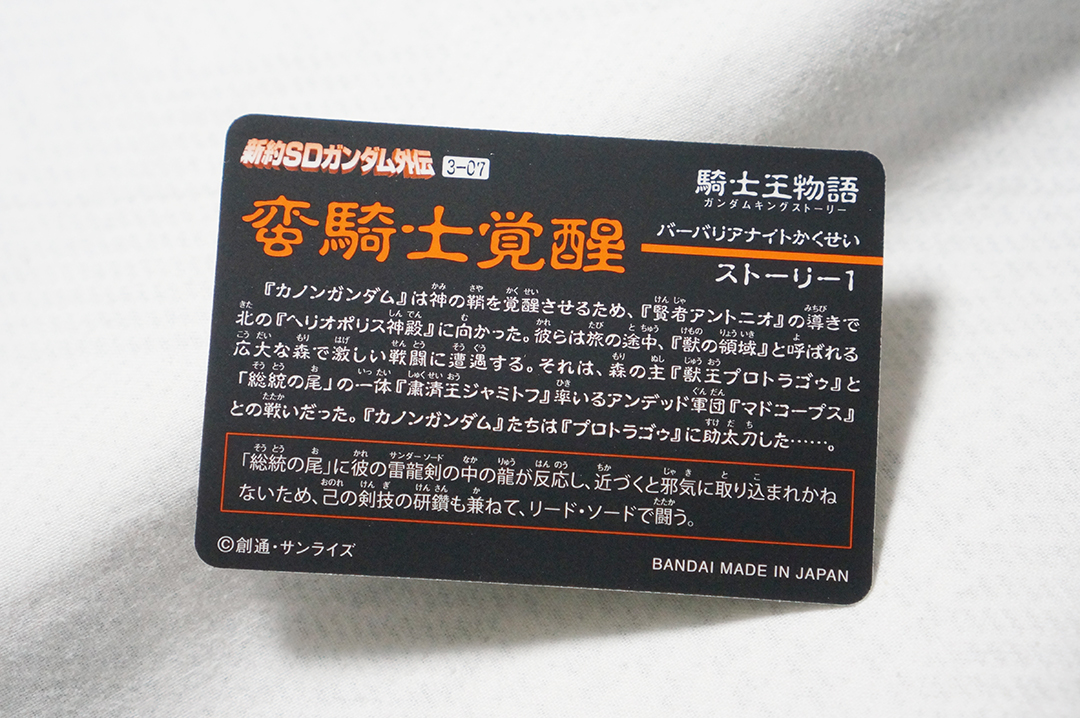 新約SDガンダム外伝 3-07
騎士王物語
ガンダムキングストーリー
蛮騎士覚醒
バーバリアナイトかくせい
ストーリー1
『カノンガンダム』は神の鞘を覚醒させるため、『賢者アントニオ』の導きで
北の『ヘリオポリス神殿』に向かった。彼らは旅の途中、『獣の領域』と呼ばれる
広大な森で激しい戦闘に遭遇する。それは、森の主『獣王プロトラゴゥ』と
「総統の尾」の一体『粛清王ジャミトフ』率いるアンデッド軍団『マドコープス』
との戦いだった。『カノンガンダム』たちは『プロトラゴゥ』に助太刀した……。
「総統の尾」に彼の雷龍剣の中の龍が反応し、近づくと邪気に取り込まれかね
ないため、己の剣技の研鑽も兼ねて、リード・ソードで闘う。
©創通・サンライズ
BANDAI MADE IN JAPAN